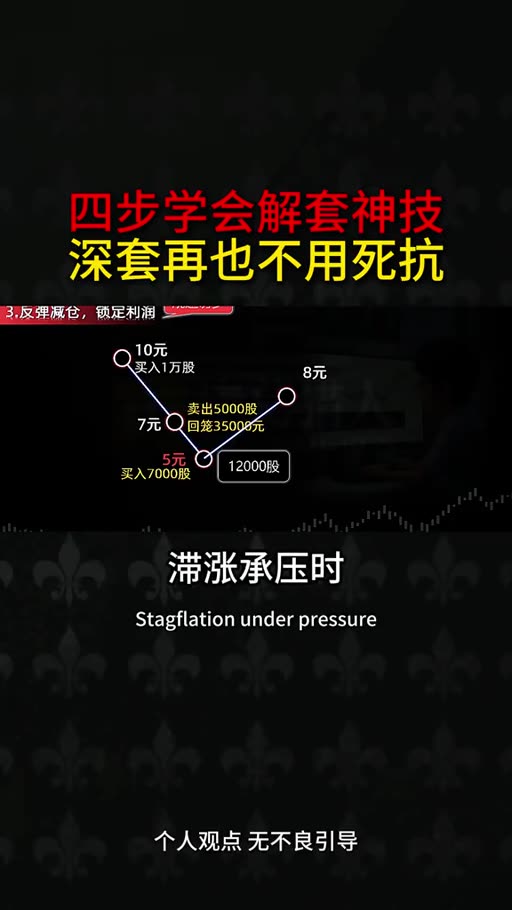 四步学会解套神技
深套再也不用死抗
3.反弹减仓，锁定利润
10元
买入1万股
8元
7元
卖出5000股
回笼35000元
5元
买入7000股
12000股
滞涨承压时
Stagflation under pressure
个人观点 无不良引导